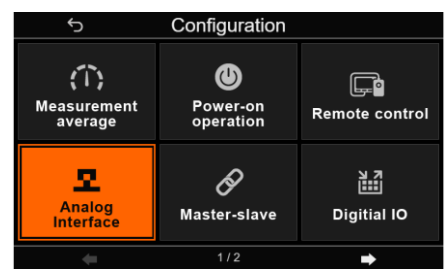 Configuration
Measurement
average
Power-on
operation
Remote control
Analog
Interface
Master-slave
Digitial IO
1/2